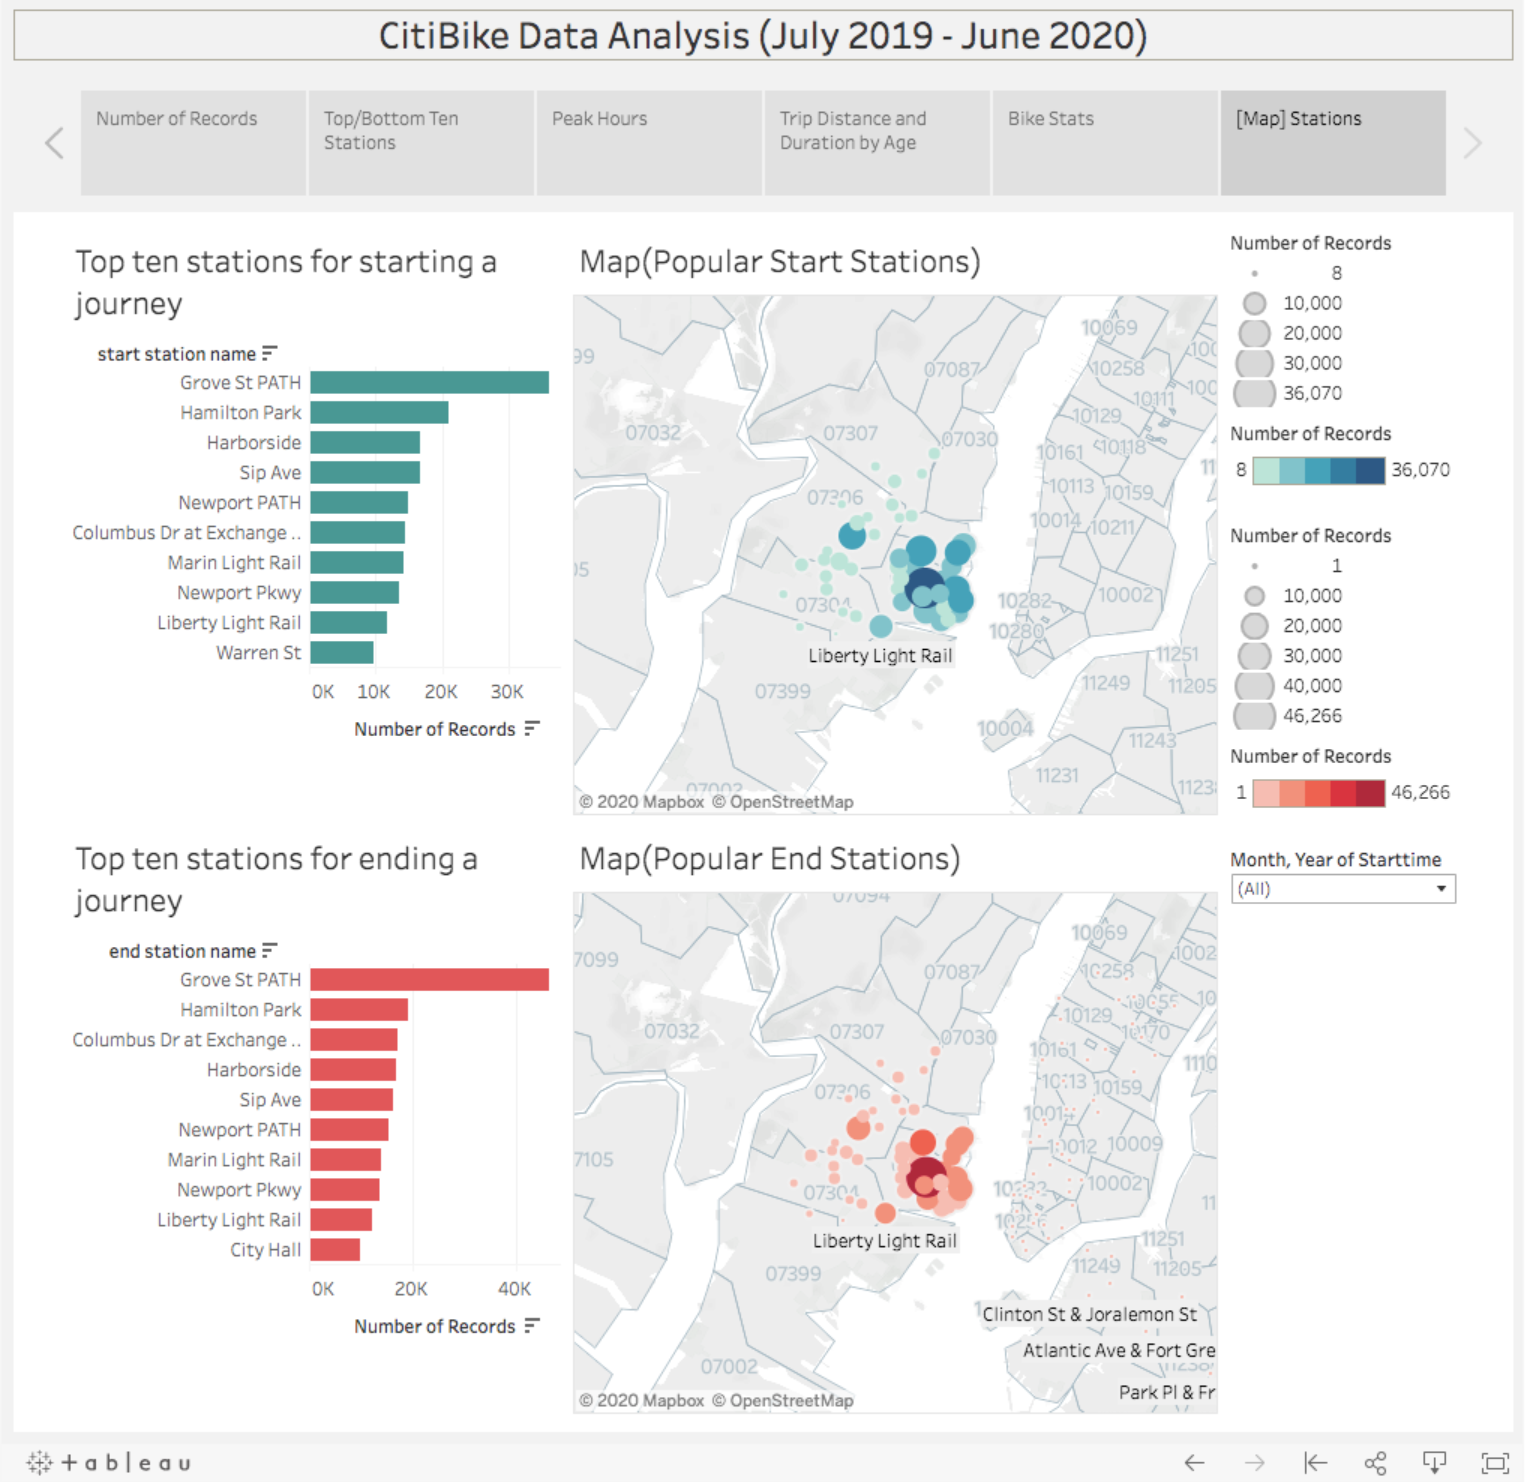 CitiBike Data Analysis (July 2019 - June 2020)
Number of Records
Top/Bottom Ten
Stations
Peak Hours
Trip Distance and
Duration by Age
Bike Stats
[Map] Stations
Top ten stations for starting a
journey
start station name
Grove St PATH
Hamilton Park
Harborside
Sip Ave
Newport PATH
Columbus Dr at Exchange ..
Marin Light Rail
Newport Pkwy
Liberty Light Rail
Warren St
0K 10K 20K 30K
Number of Records
Map(Popular Start Stations)
10069
07087
10258
10111
10129
07032
07307
07030
10161
10118
10113
10159
07306
10014
10211
07304
10282
10002
10280
Liberty Light Rail
11251
07399
11249
11205
10004
11243
11231
07002
© 2020 Mapbox © OpenStreetMap
Number of Records
8
10,000
20,000
30,000
36,070
Number of Records
8 36,070
Number of Records
1
10,000
20,000
30,000
40,000
46,266
Number of Records
1 46,266
Month, Year of Starttime
(All)
Top ten stations for ending a
journey
end station name
Grove St PATH
Hamilton Park
Columbus Dr at Exchange ..
Harborside
Sip Ave
Newport PATH
Marin Light Rail
Newport Pkwy
Liberty Light Rail
City Hall
0K 20K 40K
Number of Records
Map(Popular End Stations)
07094
10069
7099
1002
07087
10258
10129
07032
07307
07030
10161
10113
10159
07306
10012
10009
7105
07304
10002
Liberty Light Rail
11251
07399
11249
11205
Clinton St & Joralemon St
Atlantic Ave & Fort Gre
07002
Park Pl & Fr
© 2020 Mapbox © OpenStreetMap
+ a b | e a u